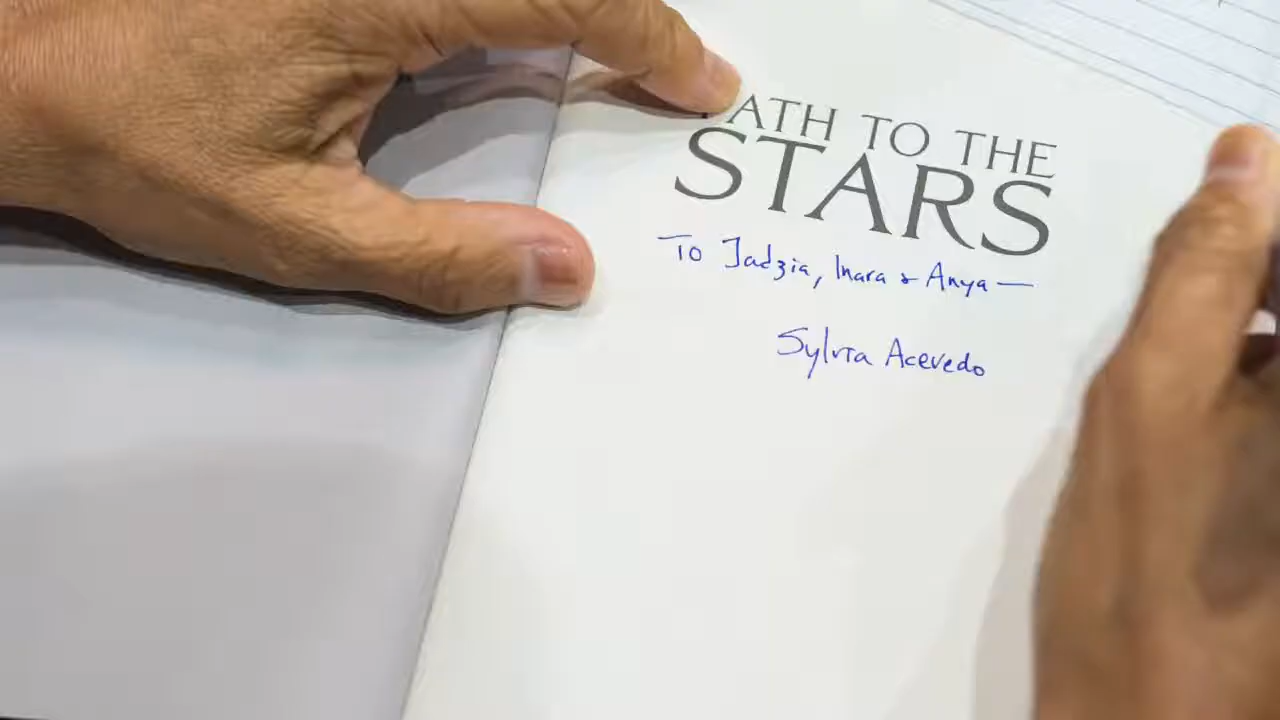 ATH TO THE
STARS
To Jadzia, Inara & Anya —
Sylvia Acevedo